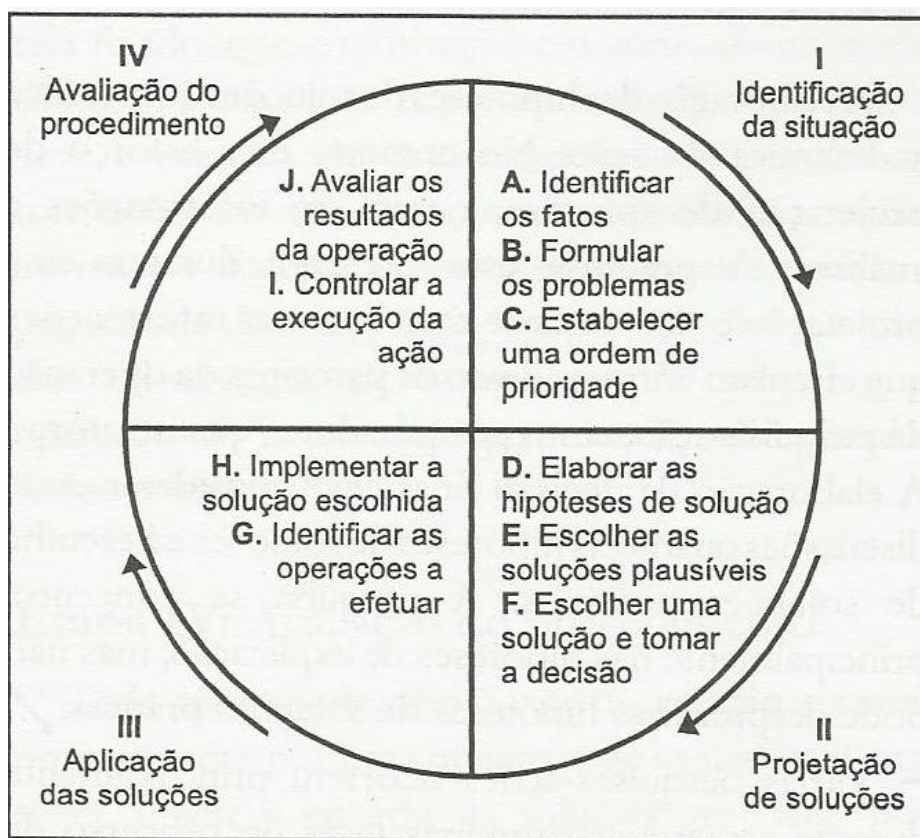 I
Identificação
da situação
A. Identificar
os fatos
B. Formular
os problemas
C. Estabelecer
uma ordem de
prioridade
D. Elaborar as
hipóteses de solução
E. Escolher as
soluções plausíveis
F. Escolher uma
solução e tomar
a decisão
II
Projetação
de soluções
H. Implementar a
solução escolhida
G. Identificar as
operações a
efetuar
III
Aplicação
das soluções
J. Avaliar os
resultados
da operação
I. Controlar a
execução da
ação
IV
Avaliação do
procedimento